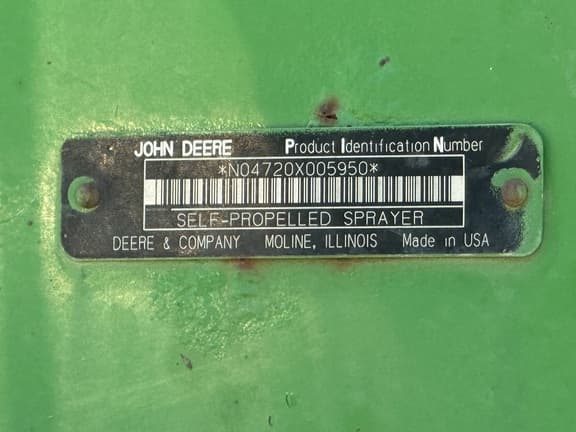 JOHN DEERE Product Identification Number
*N04720X005950*
SELF-PROPELLED SPRAYER
DEERE & COMPANY MOLINE, ILLINOIS Made in USA